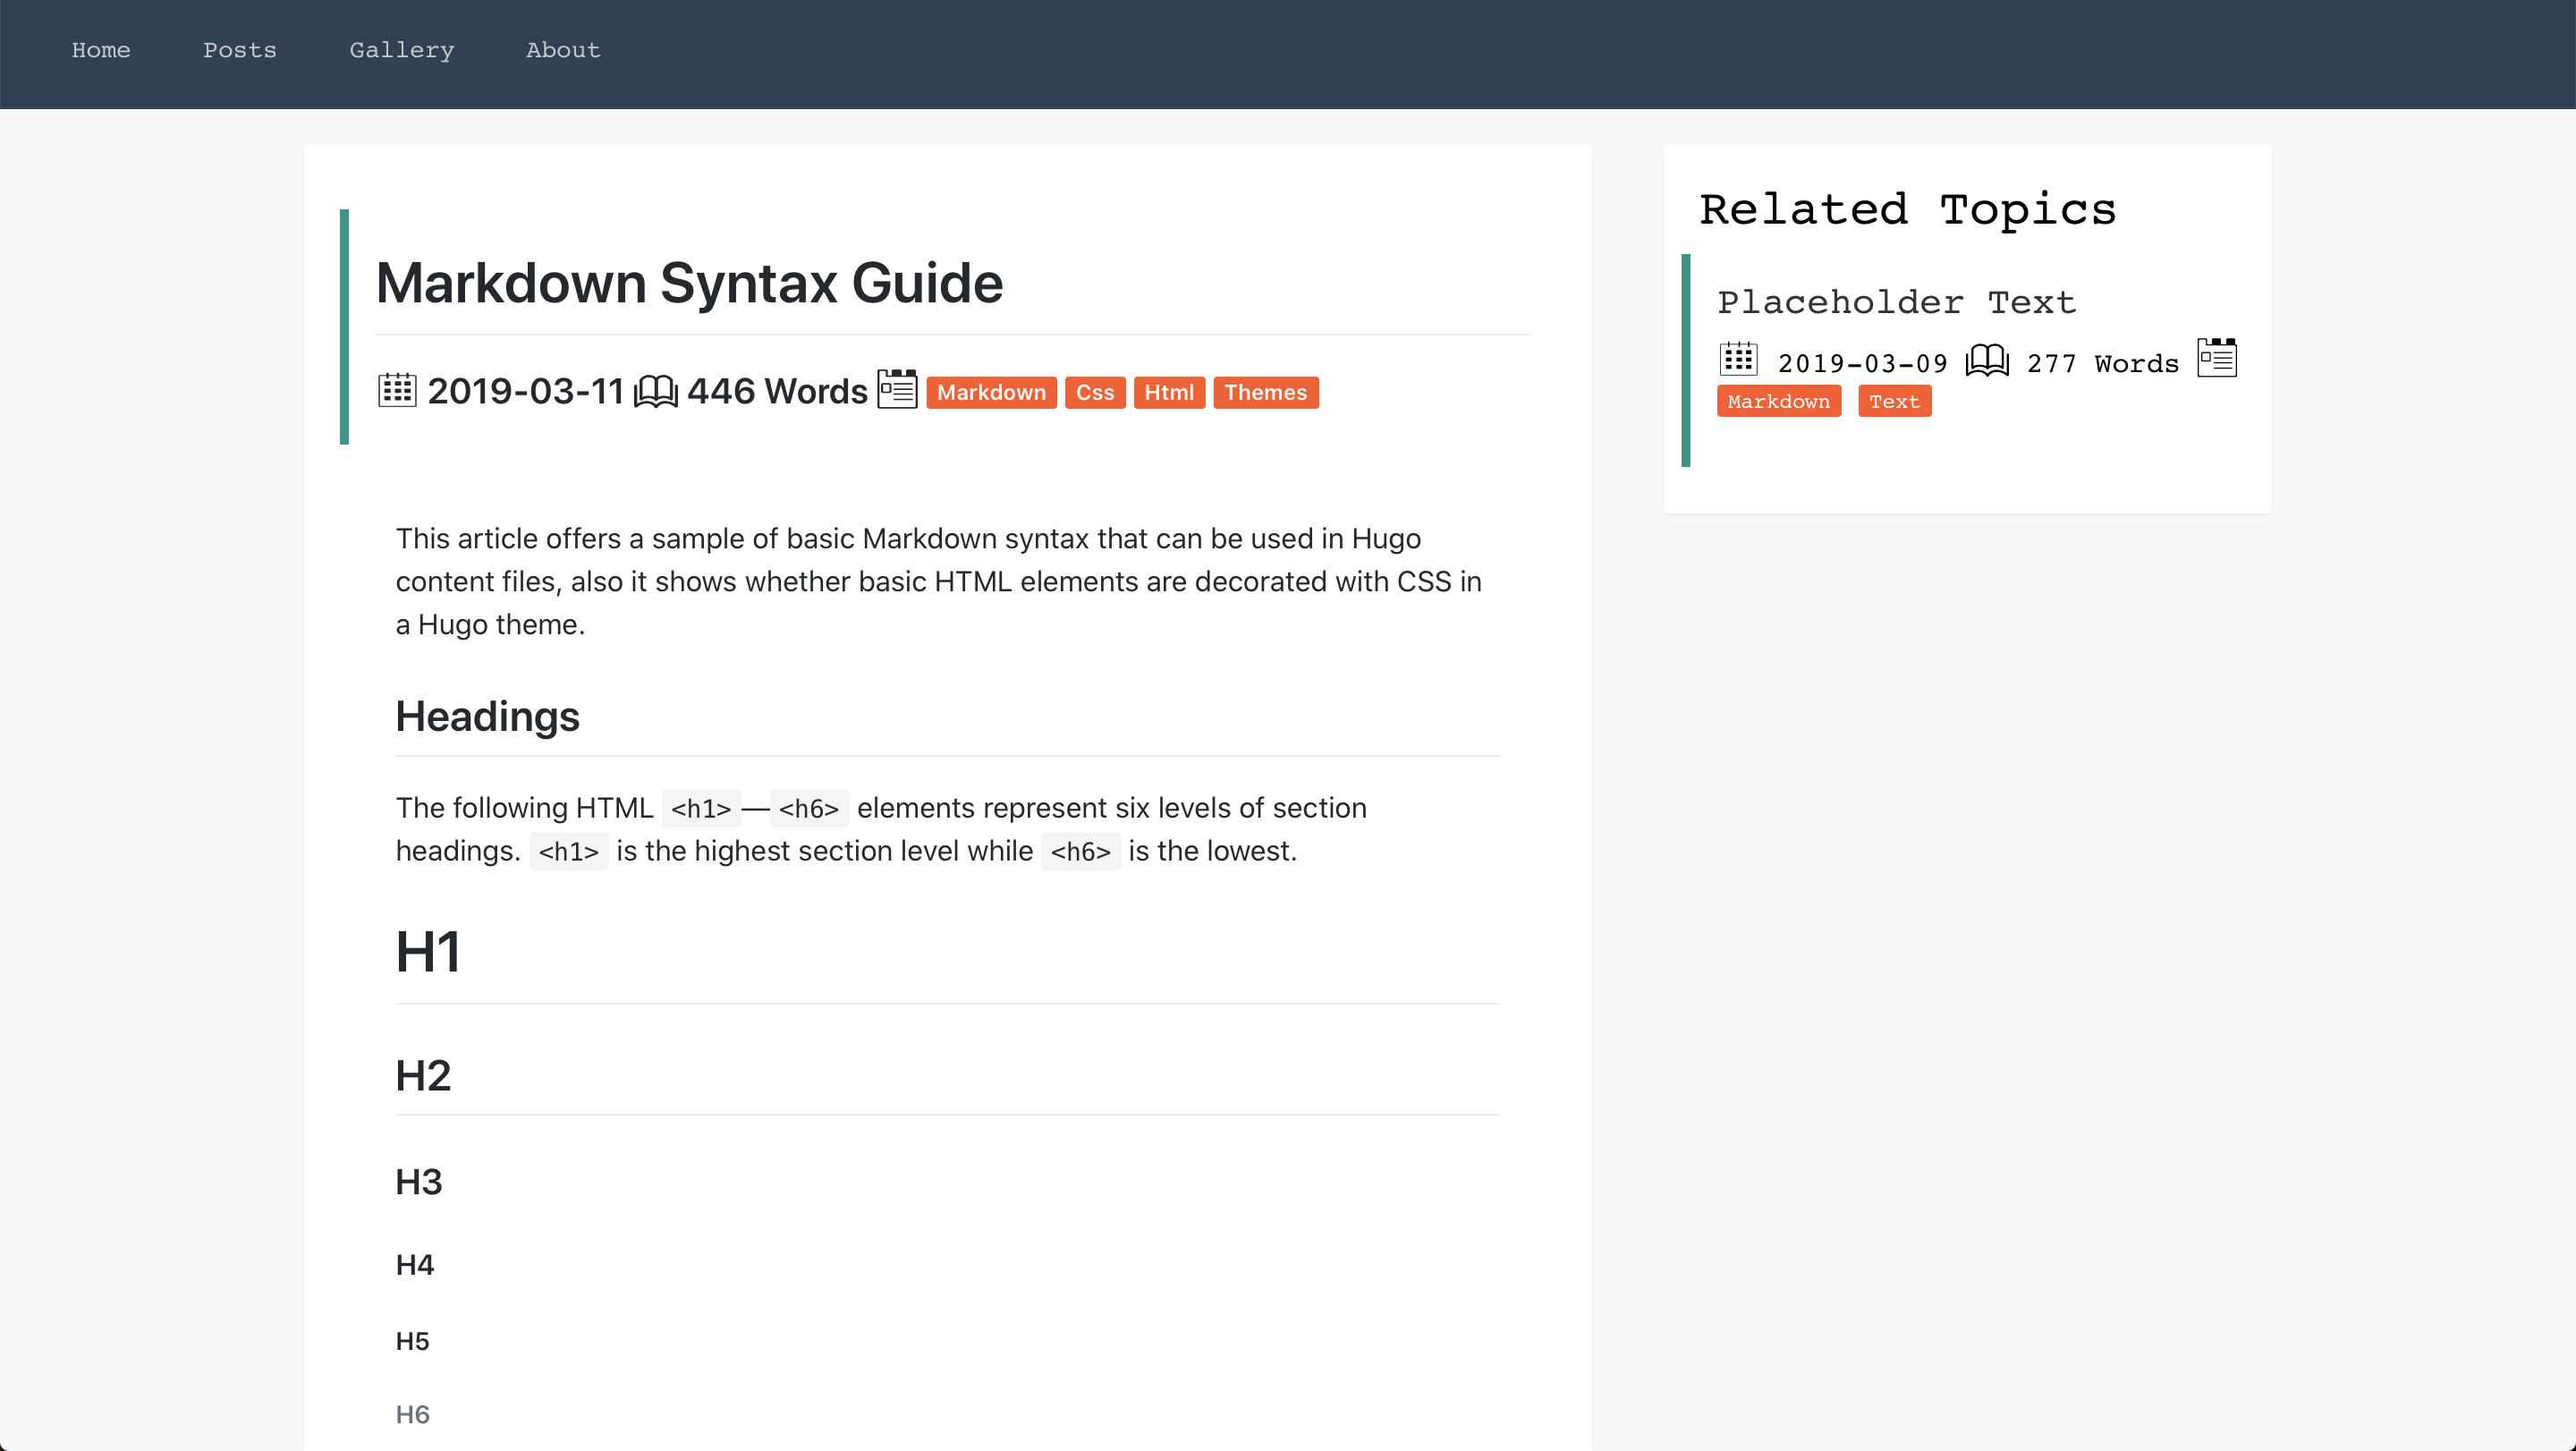 Home Posts Gallery About
Markdown Syntax Guide
2019-03-11 446 Words Markdown Css Html Themes
This article offers a sample of basic Markdown syntax that can be used in Hugo
content files, also it shows whether basic HTML elements are decorated with CSS in
a Hugo theme.
Headings
The following HTML <h1>—<h6> elements represent six levels of section
headings. <h1> is the highest section level while <h6> is the lowest.
H1
H2
H3
H4
H5
H6
Related Topics
Placeholder Text
2019-03-09 277 Words
Markdown Text